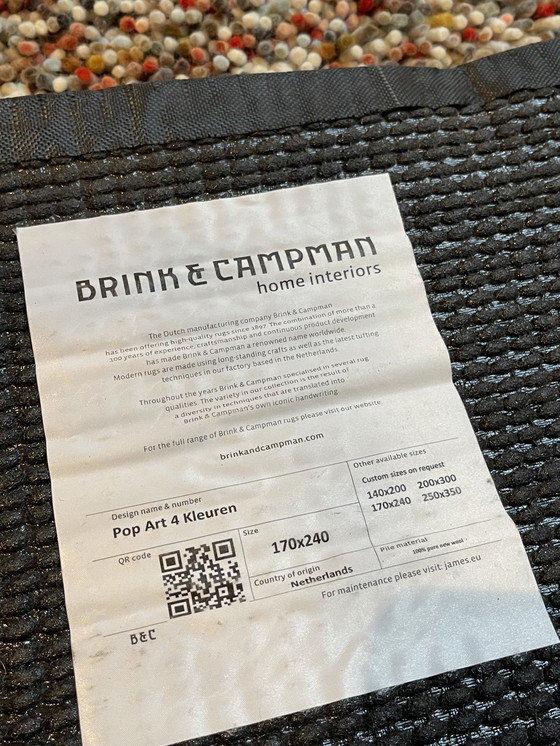 BRINK & CAMPMAN
home interiors
The Dutch manufacturing company Brink & Campman
has been offering high-quality rugs since 1897. The combination of more than a
100 years of experience, craftsmanship and continuous product development
has made Brink & Campman a renowned name worldwide
Modern rugs are made using long-standing crafts as well as the latest tufting
techniques in our factory based in the Netherlands
Throughout the years Brink & Campman specialised in several rug
qualities. The variety in our collection is the result of
a diversity in techniques that are translated into
Brink & Campman's own iconic handwriting.
For the full range of Brink & Campman rugs please visit our website.
brinkandcampman.com
Design name & number
Pop Art 4 Kleuren
Other available sizes
Custom sizes on request
140x200 200x300
170x240 250x350
QR code
Size
170x240
Country of origin
Netherlands
Pile material
100% pure new wool
For maintenance please visit: james.eu
B&C